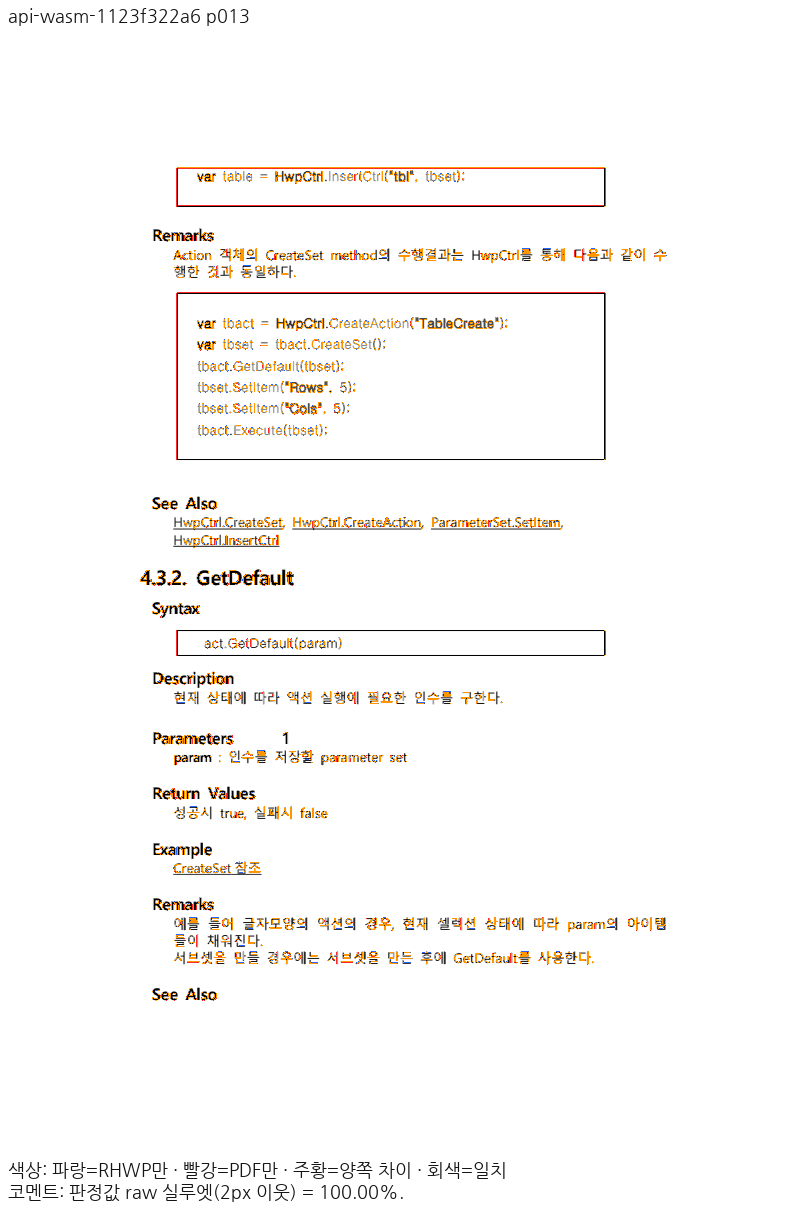 api-wasm-1123f322a6 p013
var table = HwpCtrl.InsertCtrl("tbl", tbset);
Remarks
Action 객체의 CreateSet method의 수행결과는 HwpCtrl를 통해 다음과 같이 수
행한 것과 동일하다.
var tbact = HwpCtrl.CreateAction("TableCreate");
var tbset = tbact.CreateSet();
tbact.GetDefault(tbset);
tbset.SetItem("Rows", 5);
tbset.SetItem("Cols", 5);
tbact.Execute(tbset);
See Also
HwpCtrl.CreateSet, HwpCtrl.CreateAction, ParameterSet.SetItem,
HwpCtrl.InsertCtrl
4.3.2. GetDefault
Syntax
act.GetDefault(param)
Description
현재 상태에 따라 액션 실행에 필요한 인수를 구한다.
Parameters 1
param : 인수를 저장할 parameter set
Return Values
성공시 true, 실패시 false
Example
CreateSet 참조
Remarks
예를 들어 글자모양의 액션의 경우, 현재 셀렉션 상태에 따라 param의 아이템
들이 채워진다.
서브셋을 만들 경우에는 서브셋을 만든 후에 GetDefault를 사용한다.
See Also
색상: 파랑=RHWP만 · 빨강=PDF만 · 주황=양쪽 차이 · 회색=일치
코멘트: 판정값 raw 실루엣(2px 이웃) = 100.00%.